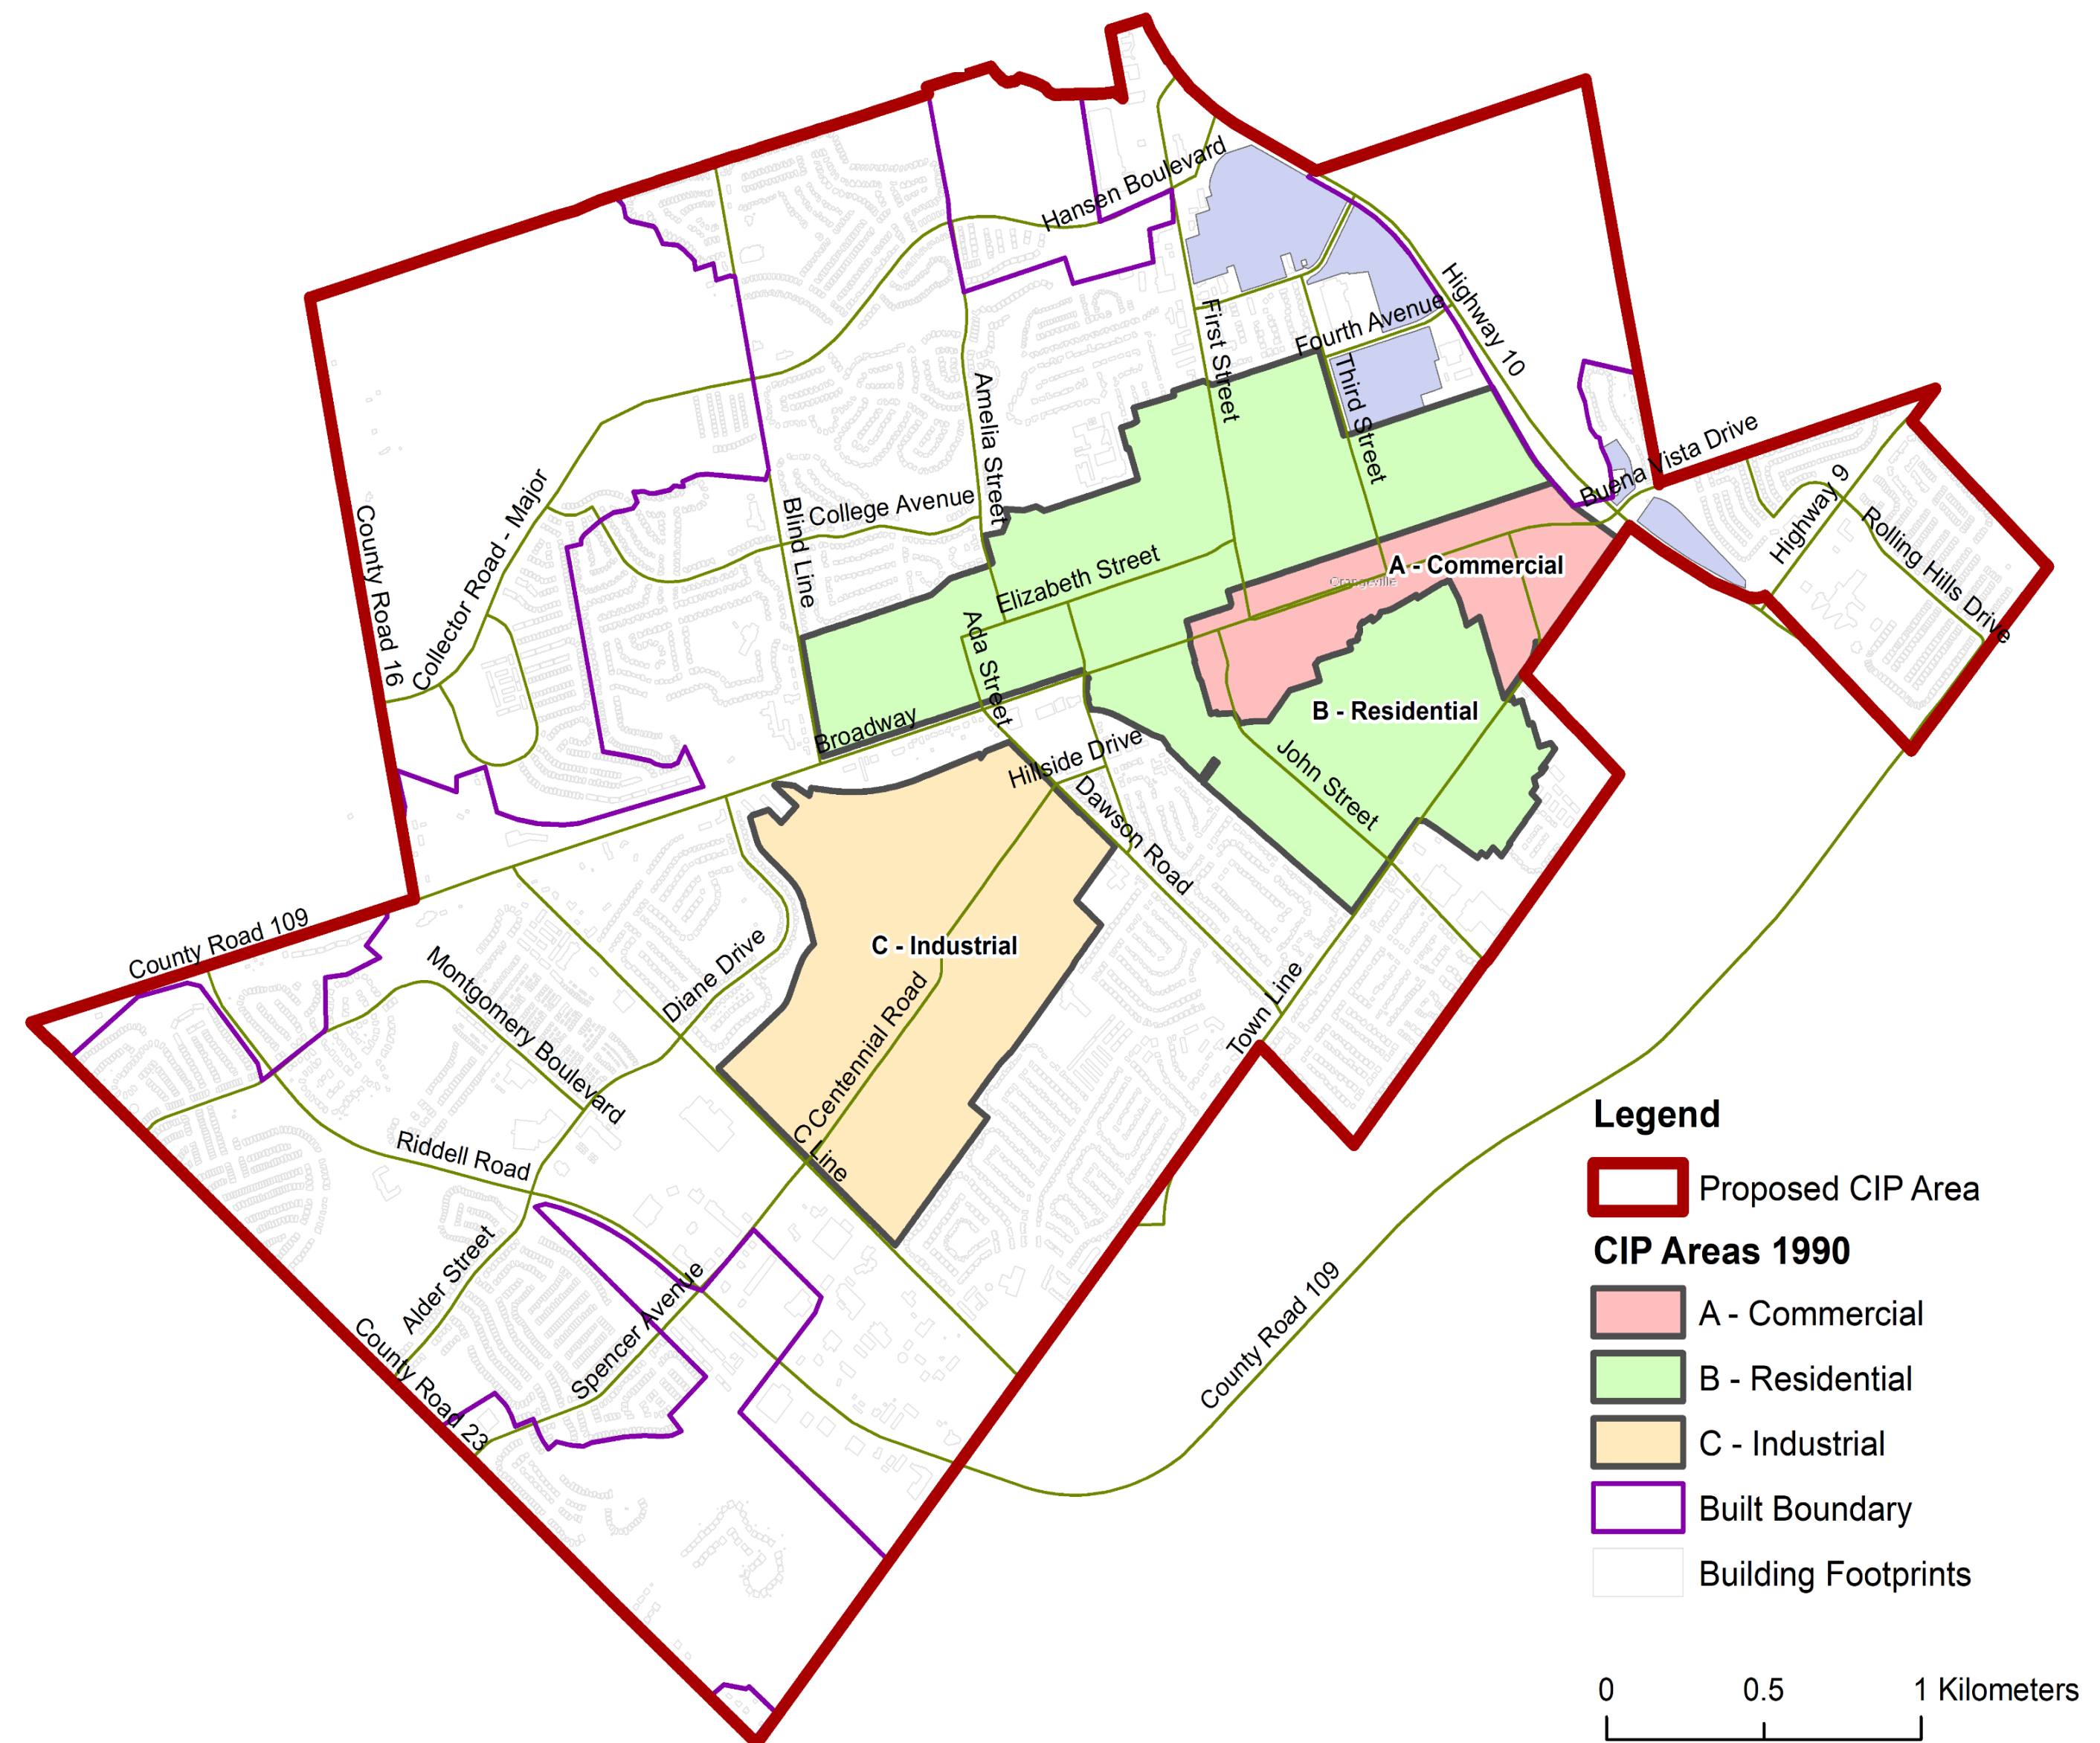 Hansen Boulevard
Highway 10
First Street
Fourth Avenue
Third Street
Amelia Street
Buena Vista Drive
Highway 9
Rolling Hills Drive
College Avenue
Blind Line
County Road 16
Collector Road - Major
Elizabeth Street
A - Commercial
Orangeville
Ada Street
B - Residential
Broadway
Hillside Drive
John Street
Dawson Road
County Road 109
C - Industrial
Montgomery Boulevard
Diane Drive
Centennial Road
Town Line
C Line
Riddell Road
Alder Street
Spencer Avenue
County Road 23
County Road 109
Legend
Proposed CIP Area
CIP Areas 1990
A - Commercial
B - Residential
C - Industrial
Built Boundary
Building Footprints
0 0.5 1 Kilometers